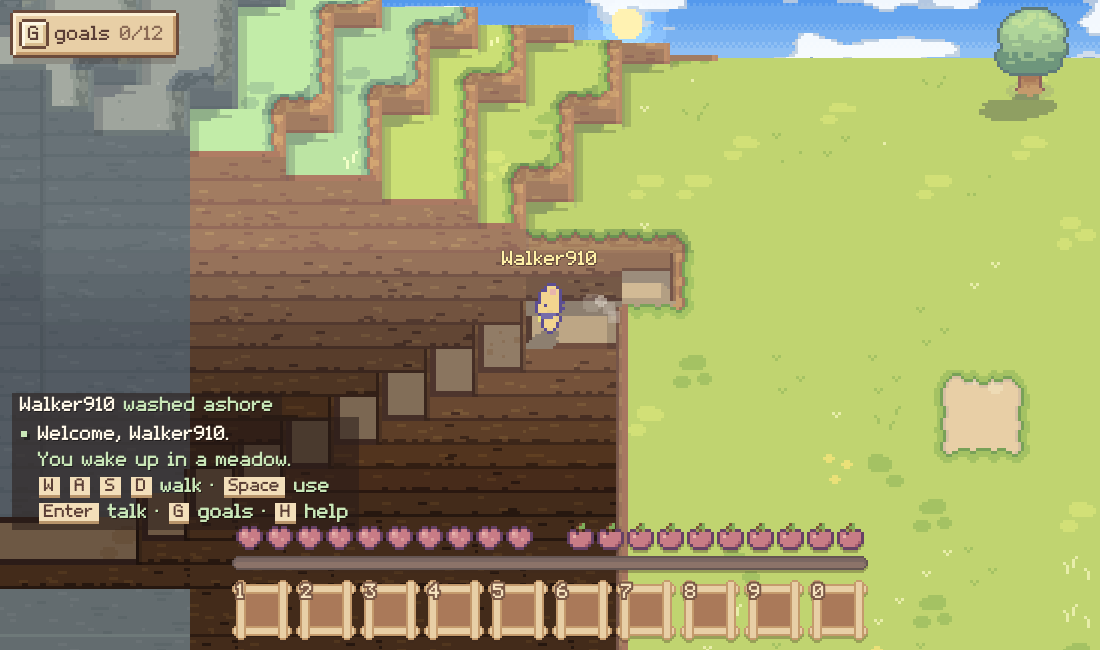 G goals 0/12
Walker910
Walker910 washed ashore
▪ Welcome, Walker910.
You wake up in a meadow.
W A S D walk · Space use
Enter talk · G goals · H help
1 2 3 4 5 6 7 8 9 0